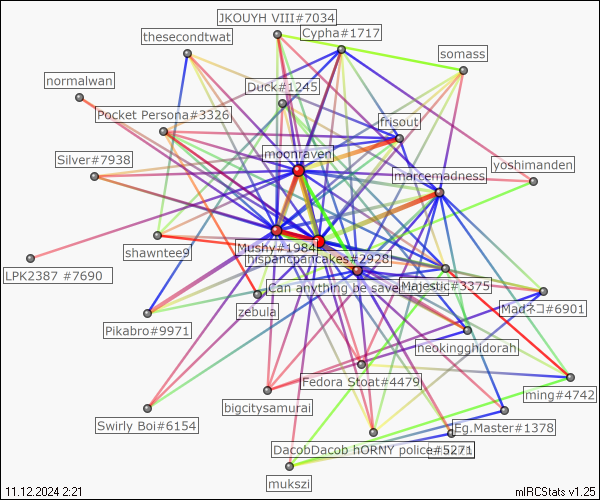 JKOUYH VIII#7034
Cypha#1717
thesecondtwat
somass
normalwan
Duck#1245
Pocket Persona#3326
frisout
moonraven
Silver#7938
marcemadness
yoshimanden
shawntee9
Mushy#1984
hispanicpancakes#2928
LPK2387 #7690
Can anything be save
Majestic#3375
zebula
Madネコ#6901
Pikabro#9971
neokingghidorah
Fedora Stoat#4479
ming#4742
bigcitysamurai
Swirly Boi#6154
Eg.Master#1378
DacobDacob hORNY police#5271
mukszi
11.12.2024 2:21
mIRCStats v1.25